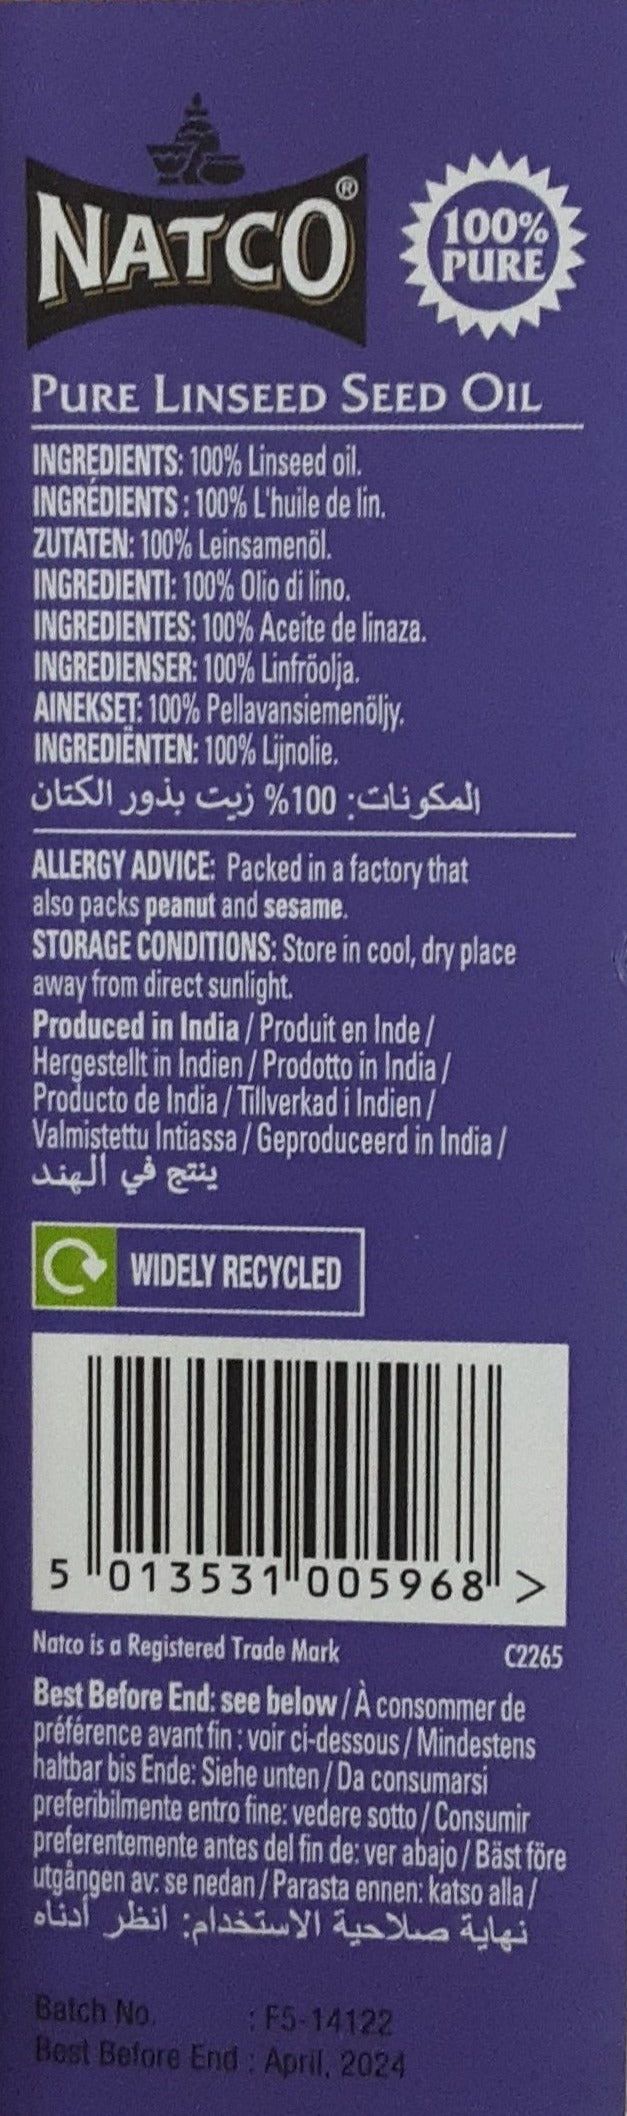 NATCO®
100%
PURE
PURE LINSEED SEED OIL
INGREDIENTS: 100% Linseed oil.
INGRÉDIENTS : 100% L'huile de lin.
ZUTATEN: 100% Leinsamenöl.
INGREDIENTI: 100% Olio di lino.
INGREDIENTES: 100% Aceite de linaza.
INGREDIENSER: 100% Linfröolja.
AINEKSET: 100% Pellavansiemenöljy.
INGREDIËNTEN: 100% Lijnolie.
المكونات: 100% زيت بذور الكتان
ALLERGY ADVICE: Packed in a factory that
also packs peanut and sesame.
STORAGE CONDITIONS: Store in cool, dry place
away from direct sunlight.
Produced in India / Produit en Inde /
Hergestellt in Indien / Prodotto in India /
Producto de India / Tillverkad i Indien /
Valmistettu Intiassa / Geproduceerd in India /
ينتج في الهند
WIDELY RECYCLED
5 013531 005968 >
Natco is a Registered Trade Mark
C2265
Best Before End: see below / À consommer de
préférence avant fin : voir ci-dessous / Mindestens
haltbar bis Ende: Siehe unten / Da consumarsi
preferibilmente entro fine: vedere sotto / Consumir
preferentemente antes del fin de: ver abajo / Bäst före
utgången av: se nedan / Parasta ennen: katso alla /
نهاية صلاحية الاستخدام: انظر أدناه
Batch No. : F5-14122
Best Before End : April, 2024